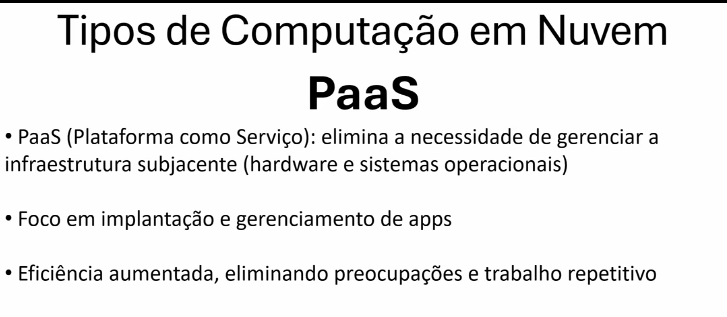 Tipos de Computação em Nuvem
PaaS
• PaaS (Plataforma como Serviço): elimina a necessidade de gerenciar a
infraestrutura subjacente (hardware e sistemas operacionais)
• Foco em implantação e gerenciamento de apps
• Eficiência aumentada, eliminando preocupações e trabalho repetitivo